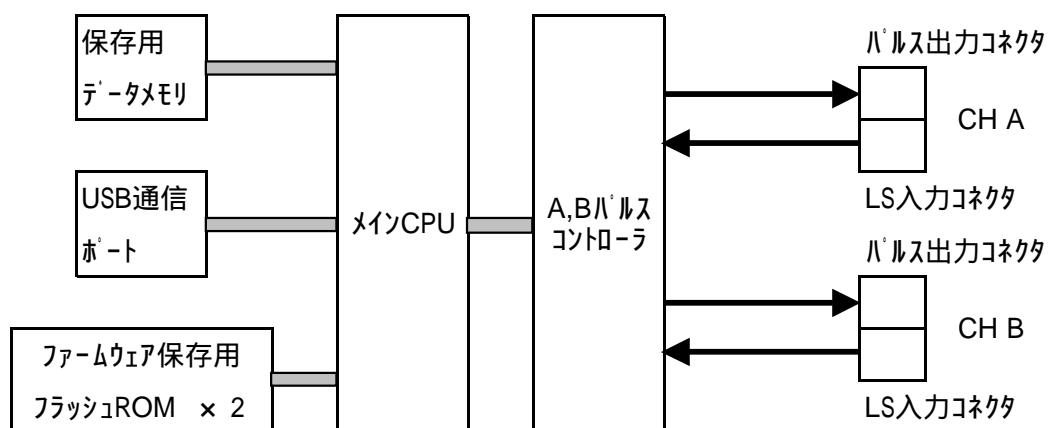 保存用
ﾃﾞｰﾀﾒﾓﾘ
USB通信
ﾎﾟｰﾄ
ﾌｧｰﾑｳｪｱ保存用
ﾌﾗｯｼｭROM × 2
ﾒｲﾝCPU
A,Bﾊﾟﾙｽ
ｺﾝﾄﾛｰﾗ
ﾊﾟﾙｽ出力ｺﾈｸﾀ
CH A
LS入力ｺﾈｸﾀ
ﾊﾟﾙｽ出力ｺﾈｸﾀ
CH B
LS入力ｺﾈｸﾀ